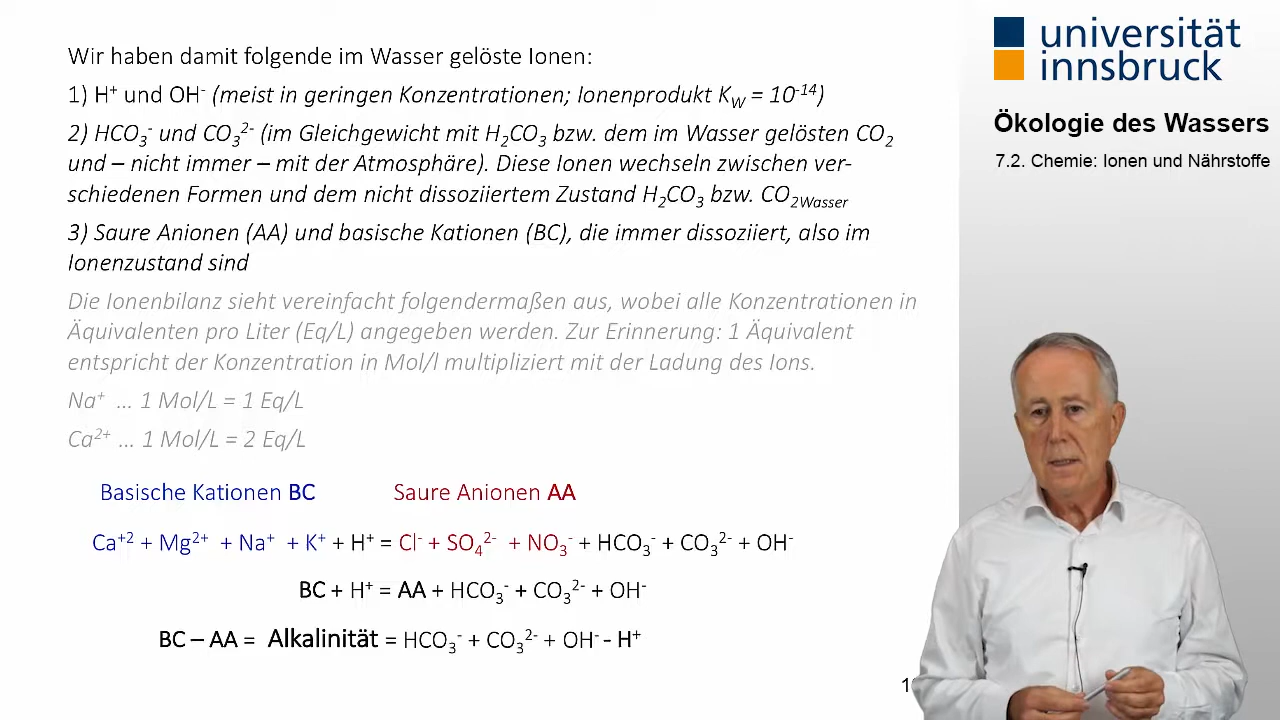 Wir haben damit folgende im Wasser gelöste Ionen:
1) H⁺ und OH⁻ (meist in geringen Konzentrationen; Ionenprodukt K_W = 10⁻¹⁴)
2) HCO₃⁻ und CO₃²⁻ (im Gleichgewicht mit H₂CO₃ bzw. dem im Wasser gelösten CO₂
und – nicht immer – mit der Atmosphäre). Diese Ionen wechseln zwischen ver-
schiedenen Formen und dem nicht dissoziiertem Zustand H₂CO₃ bzw. CO₂Wasser
3) Saure Anionen (AA) und basische Kationen (BC), die immer dissoziiert, also im
Ionenzustand sind
Die Ionenbilanz sieht vereinfacht folgendermaßen aus, wobei alle Konzentrationen in
Äquivalenten pro Liter (Eq/L) angegeben werden. Zur Erinnerung: 1 Äquivalent
entspricht der Konzentration in Mol/l multipliziert mit der Ladung des Ions.
Na⁺ … 1 Mol/L = 1 Eq/L
Ca²⁺ … 1 Mol/L = 2 Eq/L
Basische Kationen BC Saure Anionen AA
Ca⁺² + Mg²⁺ + Na⁺ + K⁺ + H⁺ = Cl⁻ + SO₄²⁻ + NO₃⁻ + HCO₃⁻ + CO₃²⁻ + OH⁻
BC + H⁺ = AA + HCO₃⁻ + CO₃²⁻ + OH⁻
BC – AA = Alkalinität = HCO₃⁻ + CO₃²⁻ + OH⁻ - H⁺
universität
innsbruck
Ökologie des Wassers
7.2. Chemie: Ionen und Nährstoffe